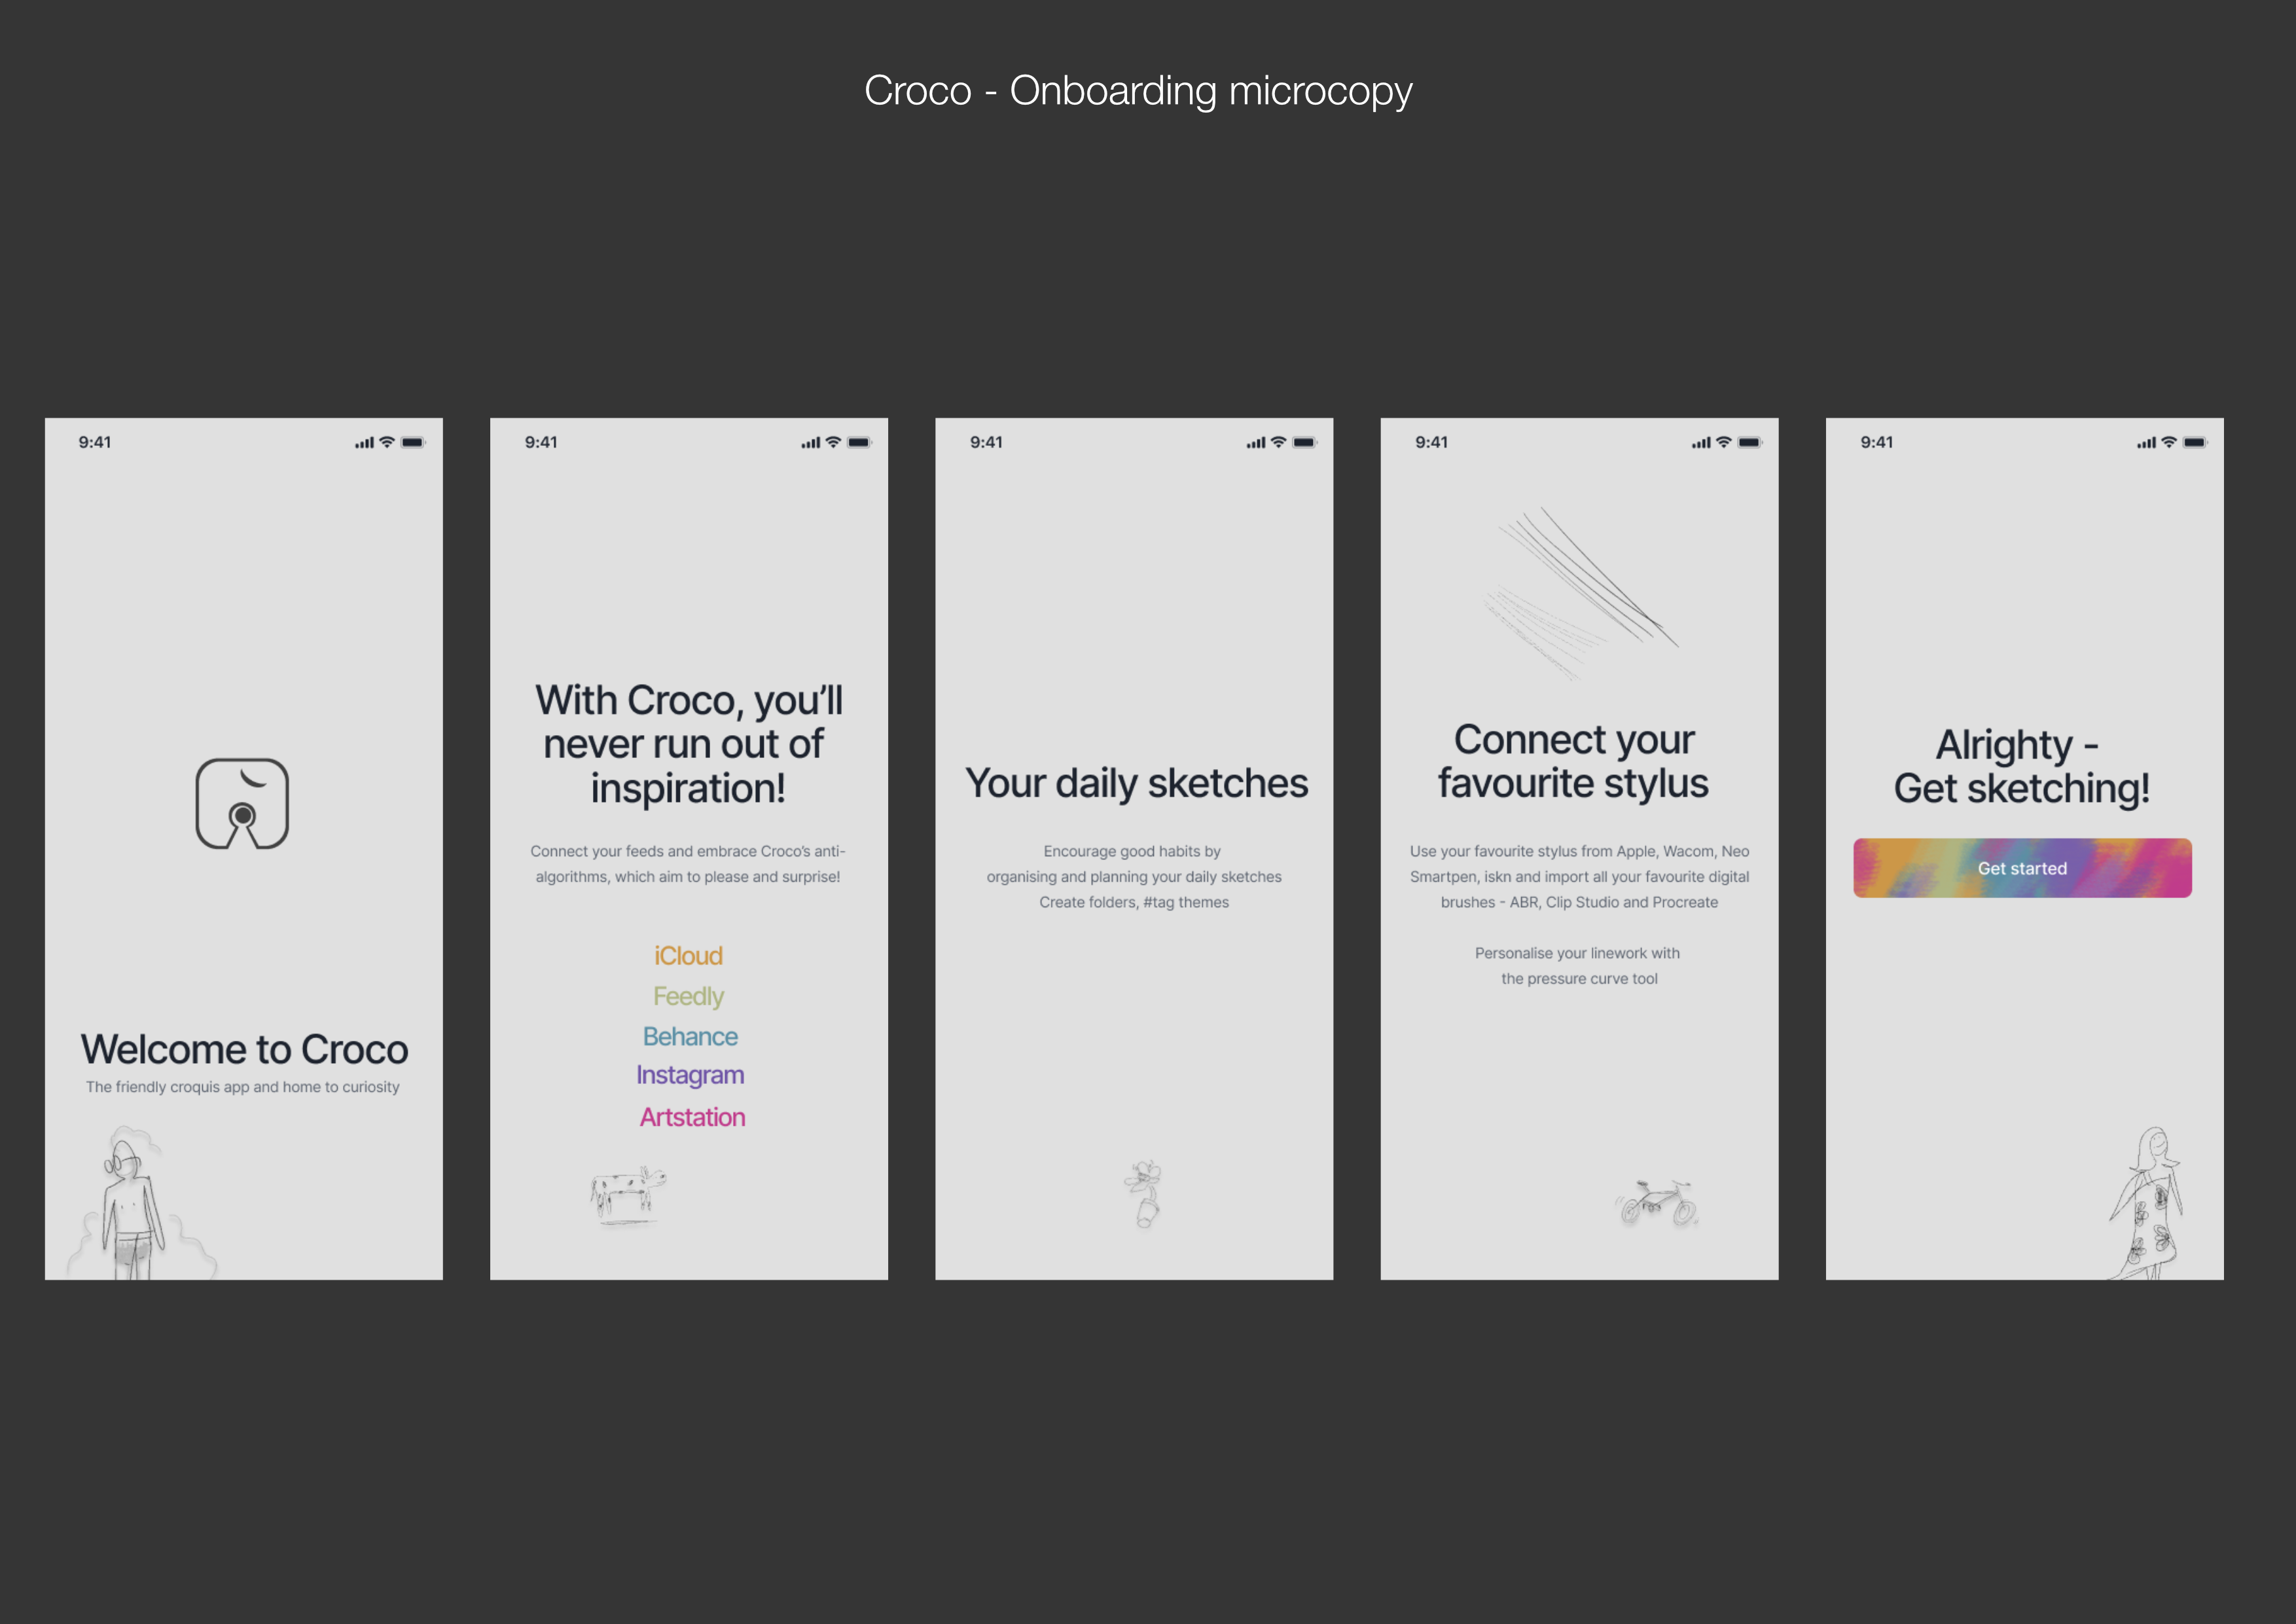 Croco - Onboarding microcopy
9:41
Welcome to Croco
The friendly croquis app and home to curiosity
9:41
With Croco, you'll
never run out of
inspiration!
Connect your feeds and embrace Croco's anti-
algorithms, which aim to please and surprise!
iCloud
Feedly
Behance
Instagram
Artstation
9:41
Your daily sketches
Encourage good habits by
organising and planning your daily sketches
Create folders, #tag themes
9:41
Connect your
favourite stylus
Use your favourite stylus from Apple, Wacom, Neo
Smartpen, iskn and import all your favourite digital
brushes - ABR, Clip Studio and Procreate
Personalise your linework with
the pressure curve tool
9:41
Alrighty -
Get sketching!
Get started